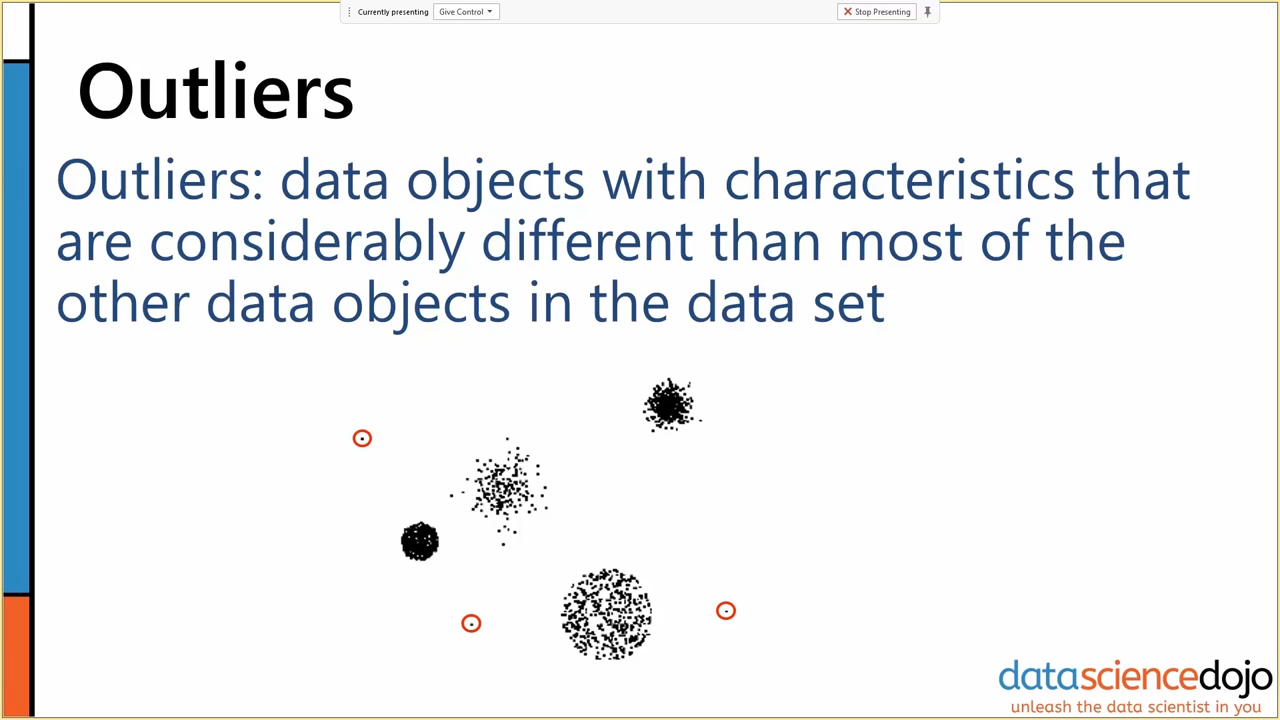 Currently presenting
Give Control
Stop Presenting
Outliers
Outliers: data objects with characteristics that
are considerably different than most of the
other data objects in the data set
datasciencedojo
unleash the data scientist in you